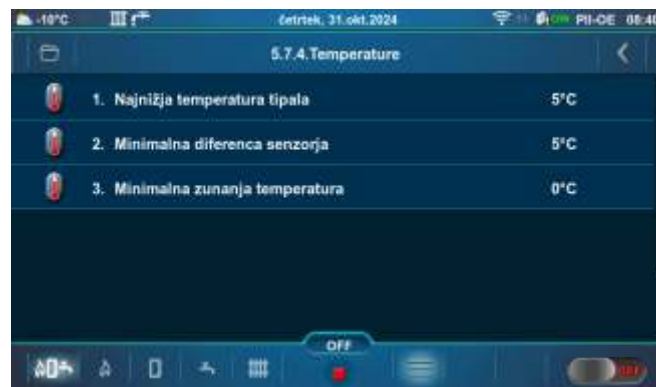 -10°C četrtek, 31.okt.2024 PII-OE 08:40
5.7.4.Temperature
1. Najnižja temperatura tipala 5°C
2. Minimalna diferenca senzorja 5°C
3. Minimalna zunanja temperatura 0°C
OFF
OFF